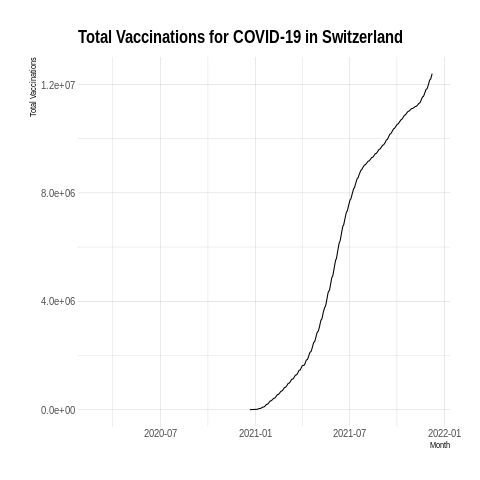 Total Vaccinations for COVID-19 in Switzerland
Total Vaccinations
1.2e+07
8.0e+06
4.0e+06
0.0e+00
2020-07
2021-01
2021-07
2022-01
Month